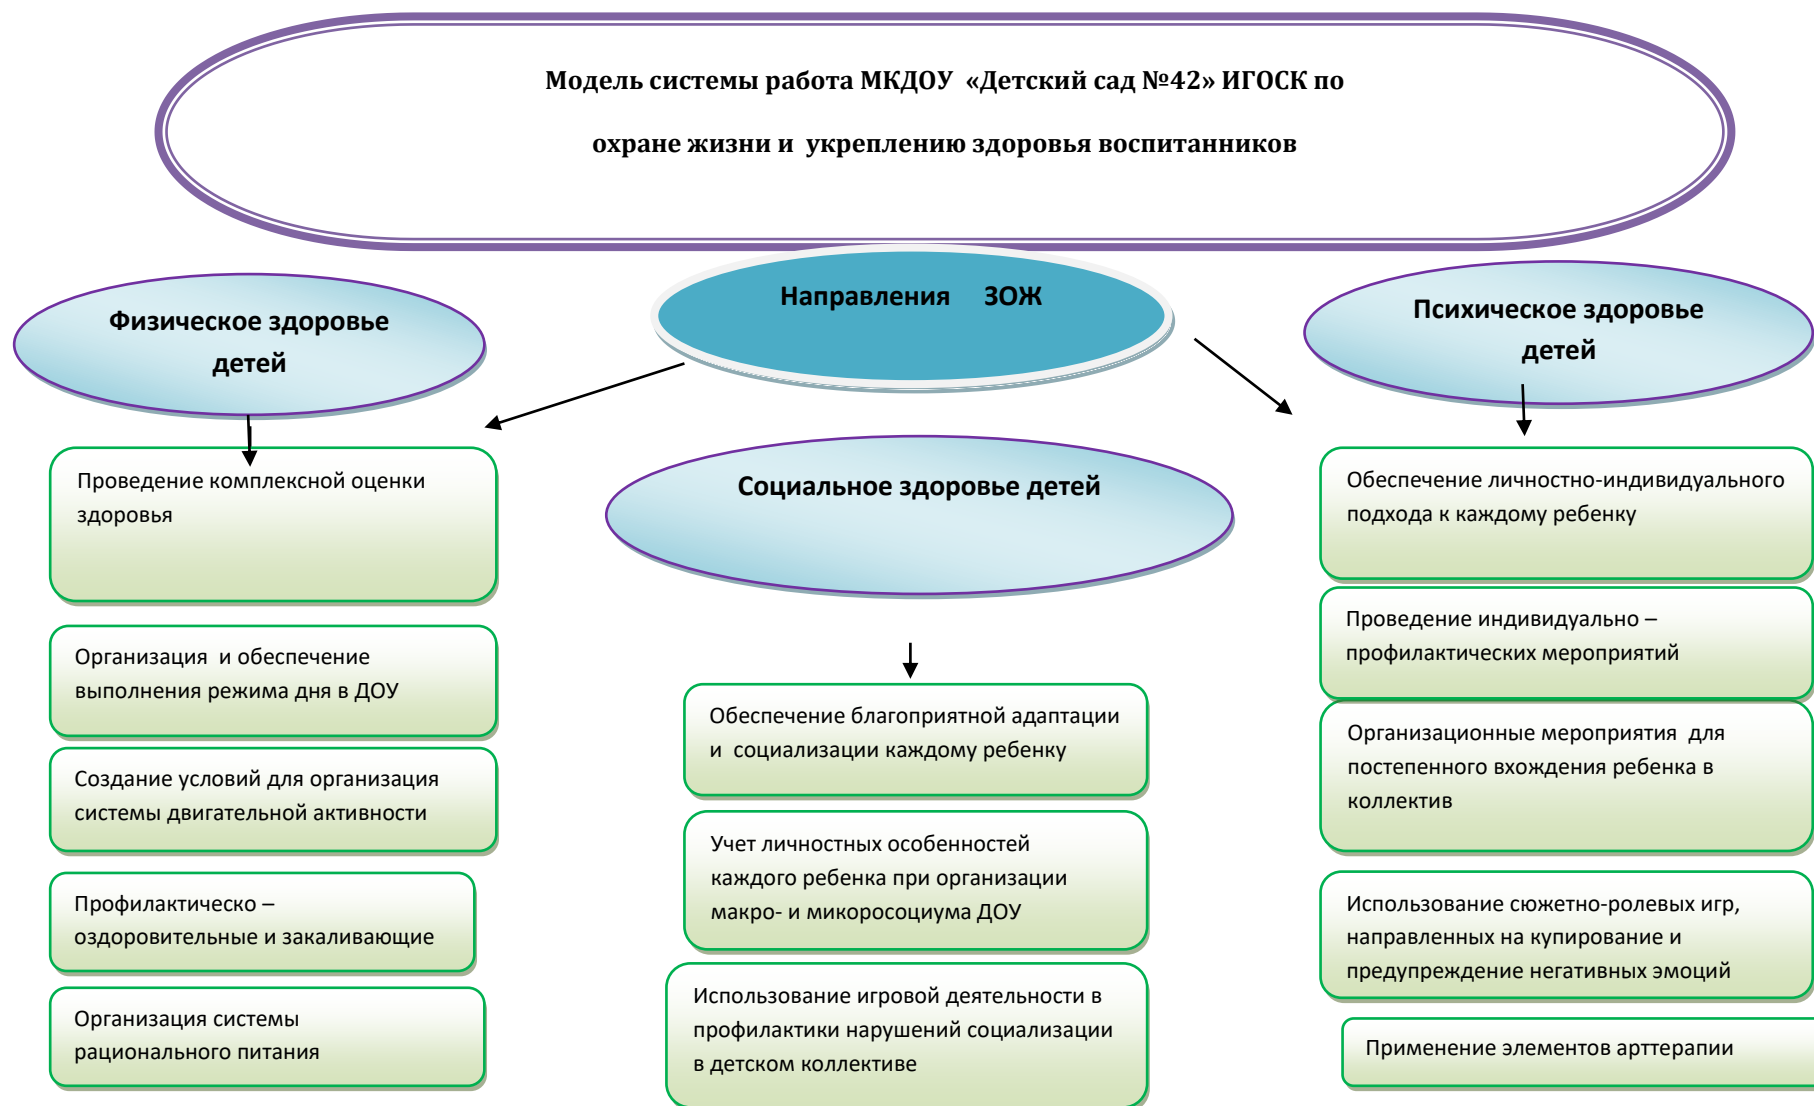 Модель системы работа МКДОУ «Детский сад №42» ИГОСК по
охране жизни и укреплению здоровья воспитанников
Направления ЗОЖ
Физическое здоровье
детей
Проведение комплексной оценки
здоровья
Организация и обеспечение
выполнения режима дня в ДОУ
Создание условий для организация
системы двигательной активности
Профилактическо –
оздоровительные и закаливающие
Организация системы
рационального питания
Социальное здоровье детей
Обеспечение благоприятной адаптации
и социализации каждому ребенку
Учет личностных особенностей
каждого ребенка при организации
макро- и микоросоциума ДОУ
Использование игровой деятельности в
профилактики нарушений социализации
в детском коллективе
Психическое здоровье
детей
Обеспечение личностно-индивидуального
подхода к каждому ребенку
Проведение индивидуально –
профилактических мероприятий
Организационные мероприятия для
постепенного вхождения ребенка в
коллектив
Использование сюжетно-ролевых игр,
направленных на купирование и
предупреждение негативных эмоций
Применение элементов арттерапии